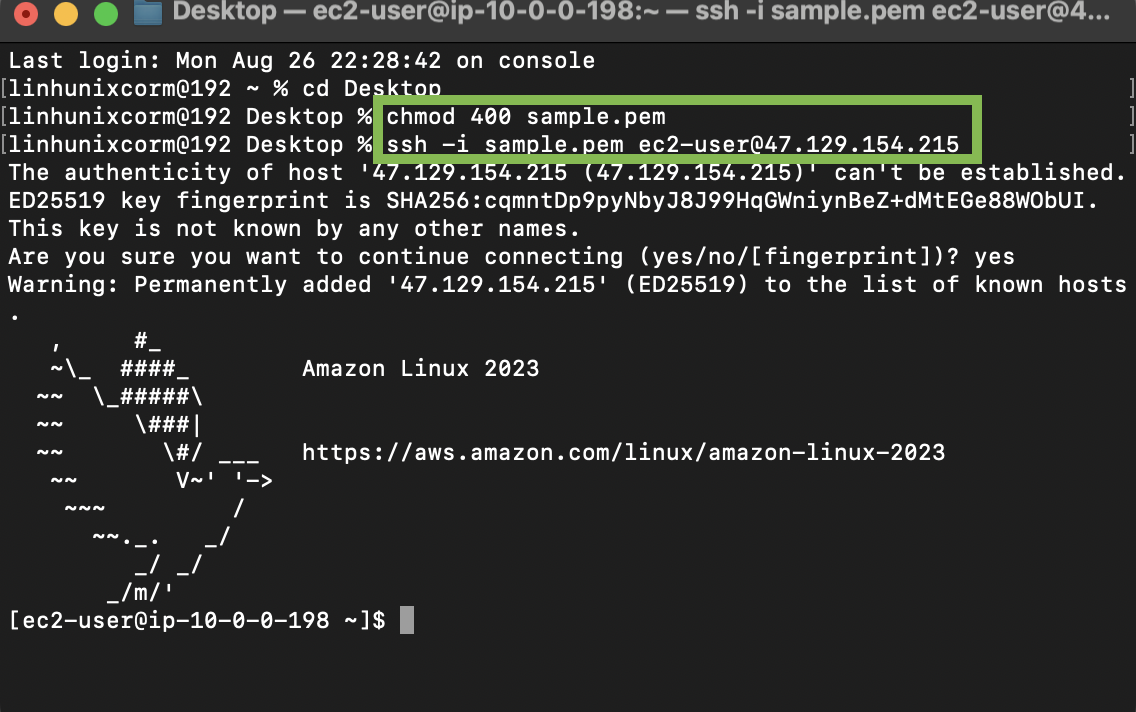 Desktop — ec2-user@ip-10-0-0-198:~ — ssh -i sample.pem ec2-user@4...
Last login: Mon Aug 26 22:28:42 on console
[linhunixcorm@192 ~ % cd Desktop ]
[linhunixcorm@192 Desktop % chmod 400 sample.pem ]
[linhunixcorm@192 Desktop % ssh -i sample.pem ec2-user@47.129.154.215 ]
The authenticity of host '47.129.154.215 (47.129.154.215)' can't be established.
ED25519 key fingerprint is SHA256:cqmntDp9pyNbyJ8J99HqGWniynBeZ+dMtEGe88WObUI.
This key is not known by any other names.
Are you sure you want to continue connecting (yes/no/[fingerprint])? yes
Warning: Permanently added '47.129.154.215' (ED25519) to the list of known hosts
.
   ,     #_
   ~\_  ####_        Amazon Linux 2023
  ~~  \_#####\
  ~~     \###|
  ~~       \#/ ___   https://aws.amazon.com/linux/amazon-linux-2023
   ~~       V~' '->
    ~~~         /
      ~~._.   _/
         _/ _/
       _/m/'
[ec2-user@ip-10-0-0-198 ~]$